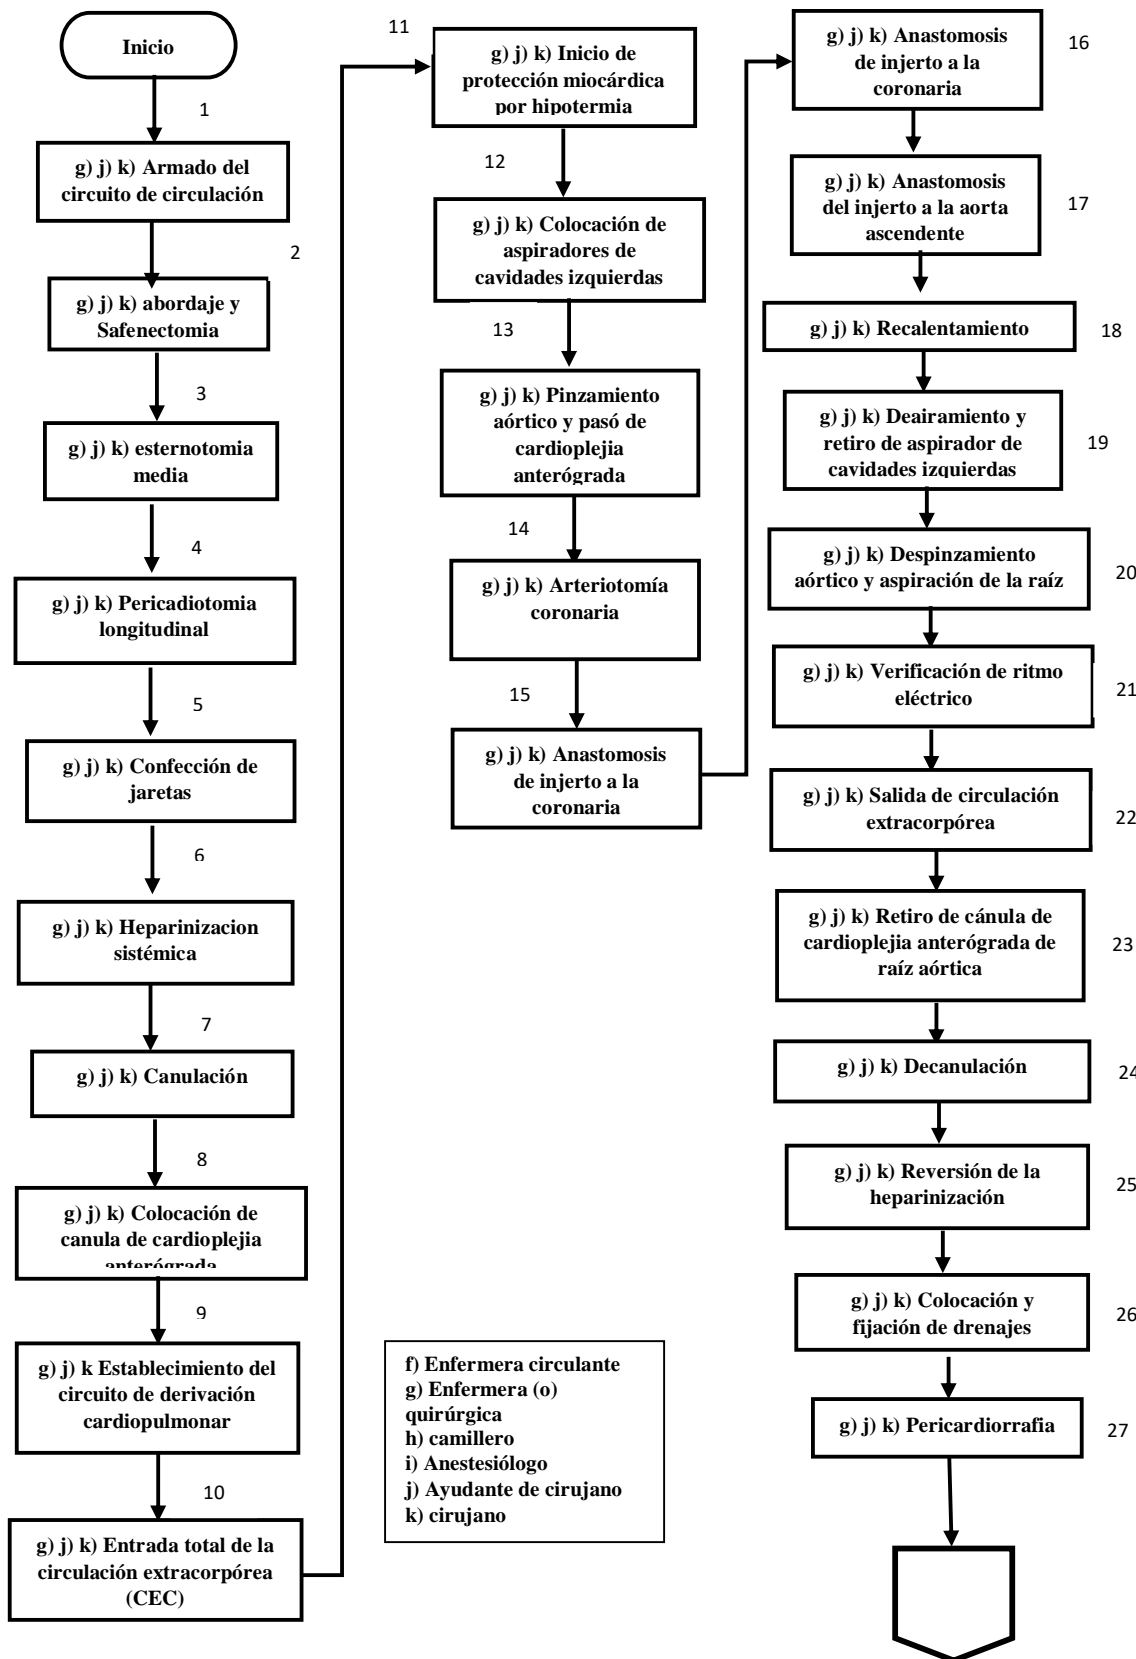 Inicio
1
g) j) k) Armado del
circuito de circulación
2
g) j) k) abordaje y
Safenectomia
3
g) j) k) esternotomia
media
4
g) j) k) Pericadiotomia
longitudinal
5
g) j) k) Confección de
jaretas
6
g) j) k) Heparinizacion
sistémica
7
g) j) k) Canulación
8
g) j) k) Colocación de
canula de cardioplejia
anterógrada
9
g) j) k Establecimiento del
circuito de derivación
cardiopulmonar
10
g) j) k) Entrada total de la
circulación extracorpórea
(CEC)
11
g) j) k) Inicio de
protección miocárdica
por hipotermia
12
g) j) k) Colocación de
aspiradores de
cavidades izquierdas
13
g) j) k) Pinzamiento
aórtico y pasó de
cardioplejia
anterógrada
14
g) j) k) Arteriotomía
coronaria
15
g) j) k) Anastomosis
de injerto a la
coronaria
f) Enfermera circulante
g) Enfermera (o)
quirúrgica
h) camillero
i) Anestesiólogo
j) Ayudante de cirujano
k) cirujano
g) j) k) Anastomosis
de injerto a la
coronaria
16
g) j) k) Anastomosis
del injerto a la aorta
ascendente
17
g) j) k) Recalentamiento
18
g) j) k) Deairamiento y
retiro de aspirador de
cavidades izquierdas
19
g) j) k) Despinzamiento
aórtico y aspiración de la raíz
20
g) j) k) Verificación de ritmo
eléctrico
21
g) j) k) Salida de circulación
extracorpórea
22
g) j) k) Retiro de cánula de
cardioplejia anterógrada de
raíz aórtica
23
g) j) k) Decanulación
24
g) j) k) Reversión de la
heparinización
25
g) j) k) Colocación y
fijación de drenajes
26
g) j) k) Pericardiorrafia
27